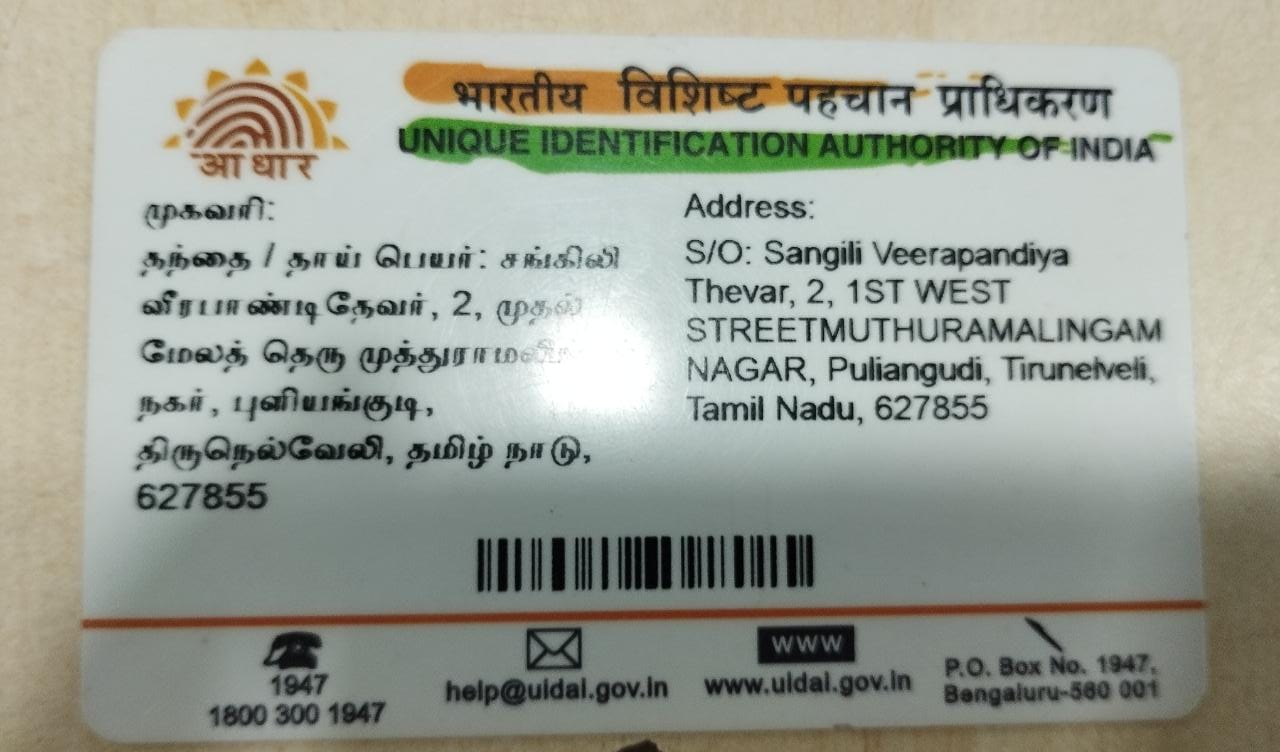 भारतीय विशिष्ट पहचान प्राधिकरण
UNIQUE IDENTIFICATION AUTHORITY OF INDIA
आधार
முகவரி:
தந்தை / தாய் பெயர்: சங்கிலி
வீரபாண்டி தேவர், 2, முதல்
மேலத் தெரு
நகர், புளியங்குடி,
திருநெல்வேலி, தமிழ் நாடு,
627855
Address:
S/O: Sangili Veerapandiya
Thevar, 2, 1ST WEST
STREETMUTHURAMALINGAM
NAGAR, Puliangudi, Tirunelveli,
Tamil Nadu, 627855
1947
1800 300 1947
help@uidai.gov.in
www
www.uidai.gov.in
P.O. Box No. 1947,
Bengaluru-560 001